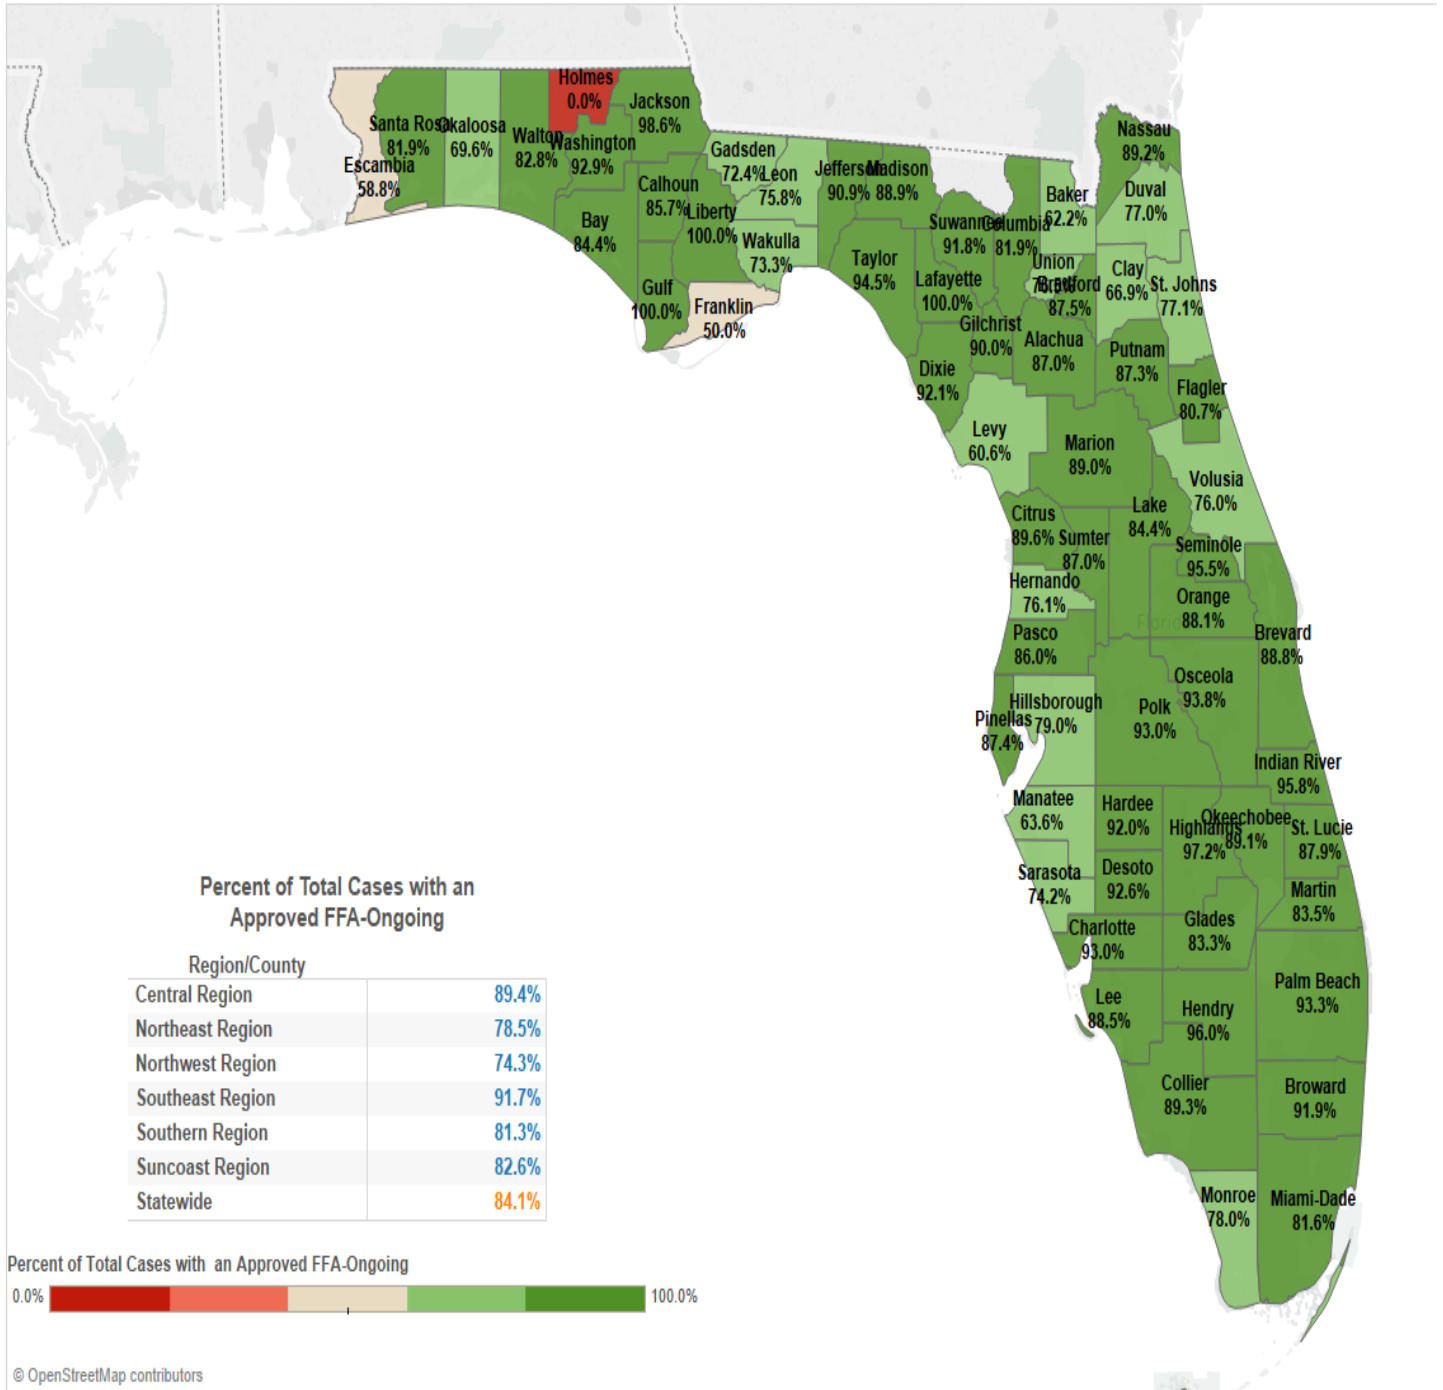 Holmes
0.0%
Jackson
98.6%
Santa Rosa
81.9%
Okaloosa
69.6%
Walton
82.8%
Washington
92.9%
Escambia
58.8%
Calhoun
85.7%
Bay
84.4%
Liberty
100.0%
Gulf
100.0%
Franklin
50.0%
Gadsden
72.4%
Leon
75.8%
Wakulla
73.3%
Jefferson
90.9%
Madison
88.9%
Taylor
94.5%
Suwannee
91.8%
Columbia
81.9%
Lafayette
100.0%
Baker
62.2%
Nassau
89.2%
Duval
77.0%
Union
Bradford
87.5%
Clay
66.9%
St. Johns
77.1%
Gilchrist
90.0%
Alachua
87.0%
Putnam
87.3%
Dixie
92.1%
Flagler
80.7%
Levy
60.6%
Marion
89.0%
Volusia
76.0%
Citrus
89.6%
Sumter
87.0%
Lake
84.4%
Seminole
95.5%
Hernando
76.1%
Orange
88.1%
Florida
Pasco
86.0%
Brevard
88.8%
Osceola
93.8%
Polk
93.0%
Hillsborough
79.0%
Pinellas
87.4%
Indian River
95.8%
Manatee
63.6%
Hardee
92.0%
Highlands
97.2%
Okeechobee
89.1%
St. Lucie
87.9%
Sarasota
74.2%
Desoto
92.6%
Martin
83.5%
Charlotte
93.0%
Glades
83.3%
Lee
88.5%
Hendry
96.0%
Palm Beach
93.3%
Collier
89.3%
Broward
91.9%
Monroe
78.0%
Miami-Dade
81.6%
Percent of Total Cases with an
Approved FFA-Ongoing
Region/County
Central Region 89.4%
Northeast Region 78.5%
Northwest Region 74.3%
Southeast Region 91.7%
Southern Region 81.3%
Suncoast Region 82.6%
Statewide 84.1%
Percent of Total Cases with an Approved FFA-Ongoing
0.0% 100.0%
© OpenStreetMap contributors